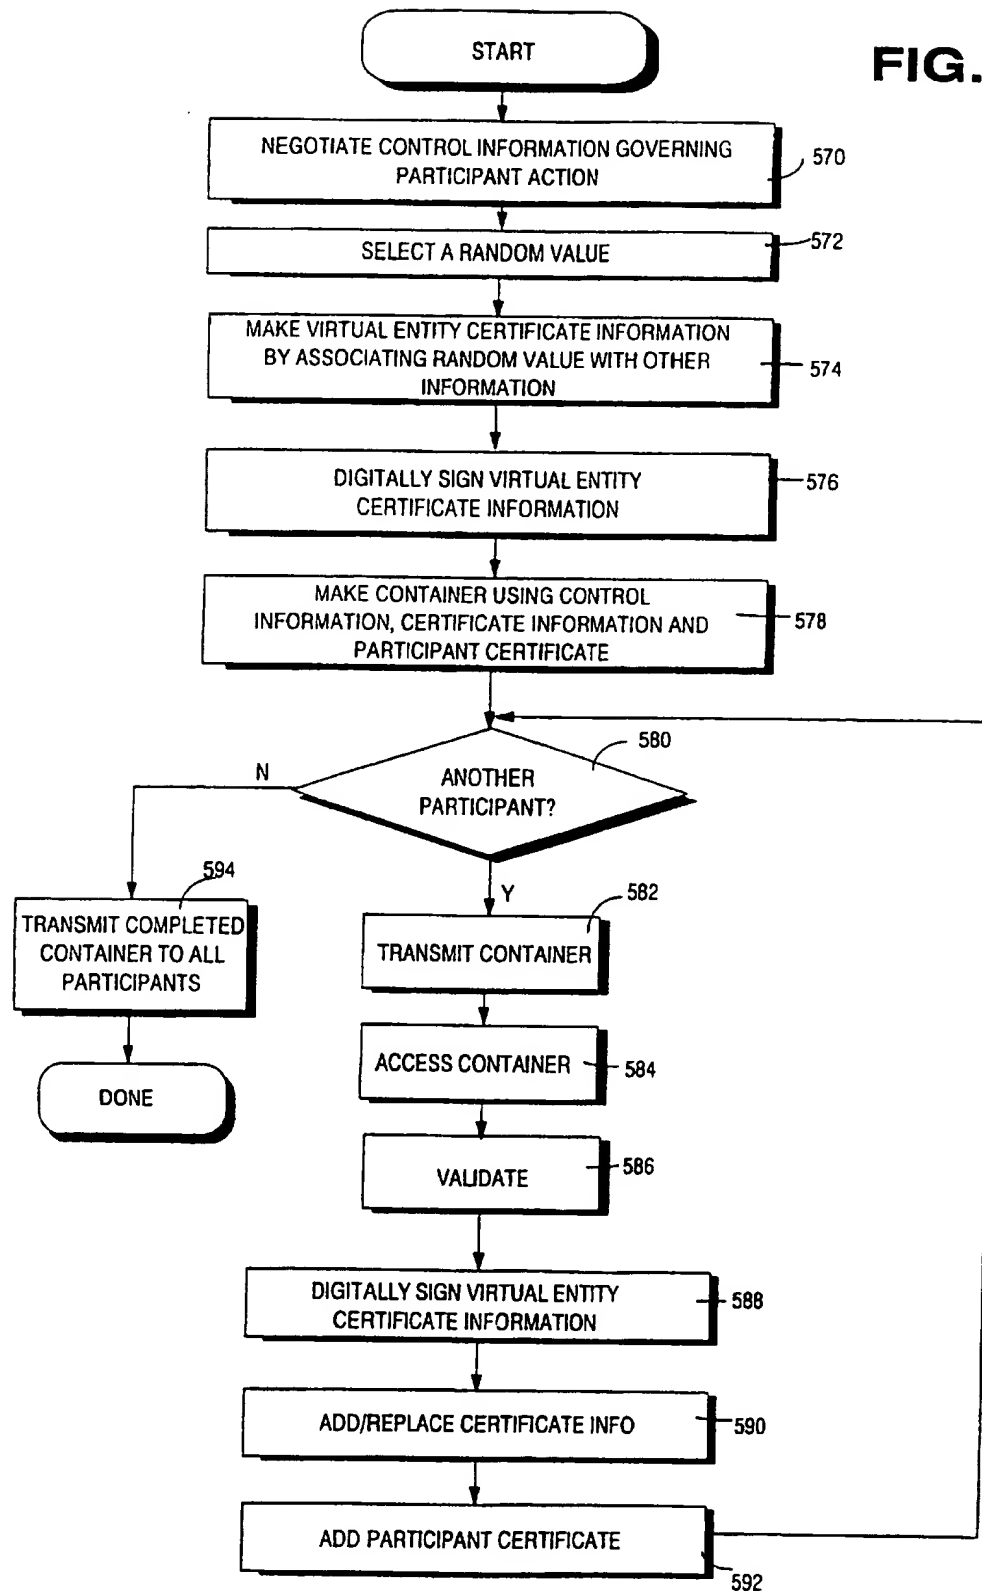 START
FIG.
NEGOTIATE CONTROL INFORMATION GOVERNING
PARTICIPANT ACTION
570
SELECT A RANDOM VALUE
572
MAKE VIRTUAL ENTITY CERTIFICATE INFORMATION
BY ASSOCIATING RANDOM VALUE WITH OTHER
INFORMATION
574
DIGITALLY SIGN VIRTUAL ENTITY
CERTIFICATE INFORMATION
576
MAKE CONTAINER USING CONTROL
INFORMATION, CERTIFICATE INFORMATION AND
PARTICIPANT CERTIFICATE
578
580
N
ANOTHER
PARTICIPANT?
Y
594
TRANSMIT COMPLETED
CONTAINER TO ALL
PARTICIPANTS
DONE
582
TRANSMIT CONTAINER
ACCESS CONTAINER
584
VALIDATE
586
DIGITALLY SIGN VIRTUAL ENTITY
CERTIFICATE INFORMATION
588
ADD/REPLACE CERTIFICATE INFO
590
ADD PARTICIPANT CERTIFICATE
592